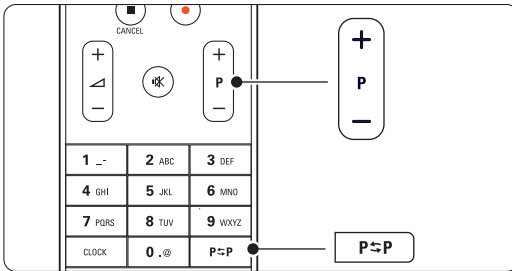 CANCEL
+ + +
P P
− − −
1 _- 2 ABC 3 DEF
4 GHI 5 JKL 6 MNO
7 PQRS 8 TUV 9 WXYZ
CLOCK 0 .@ P⇆P P⇆P